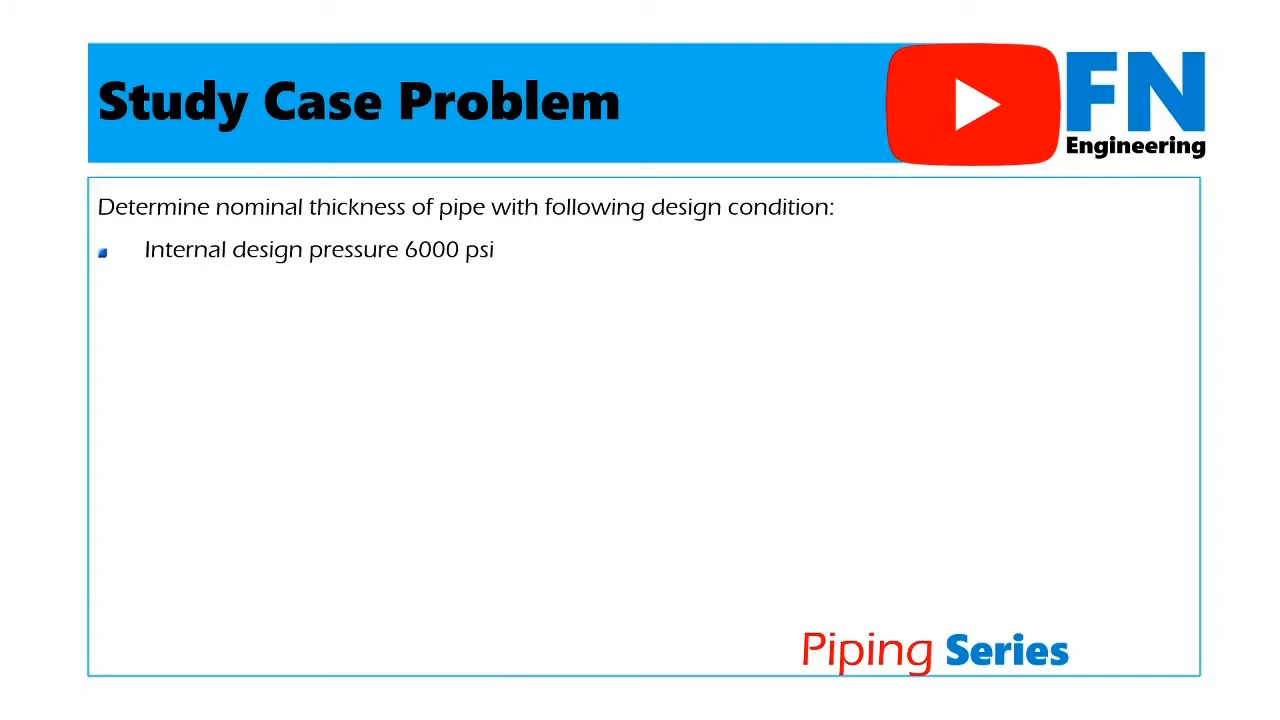 Study Case Problem
FN
Engineering
Determine nominal thickness of pipe with following design condition:
Internal design pressure 6000 psi
Piping Series